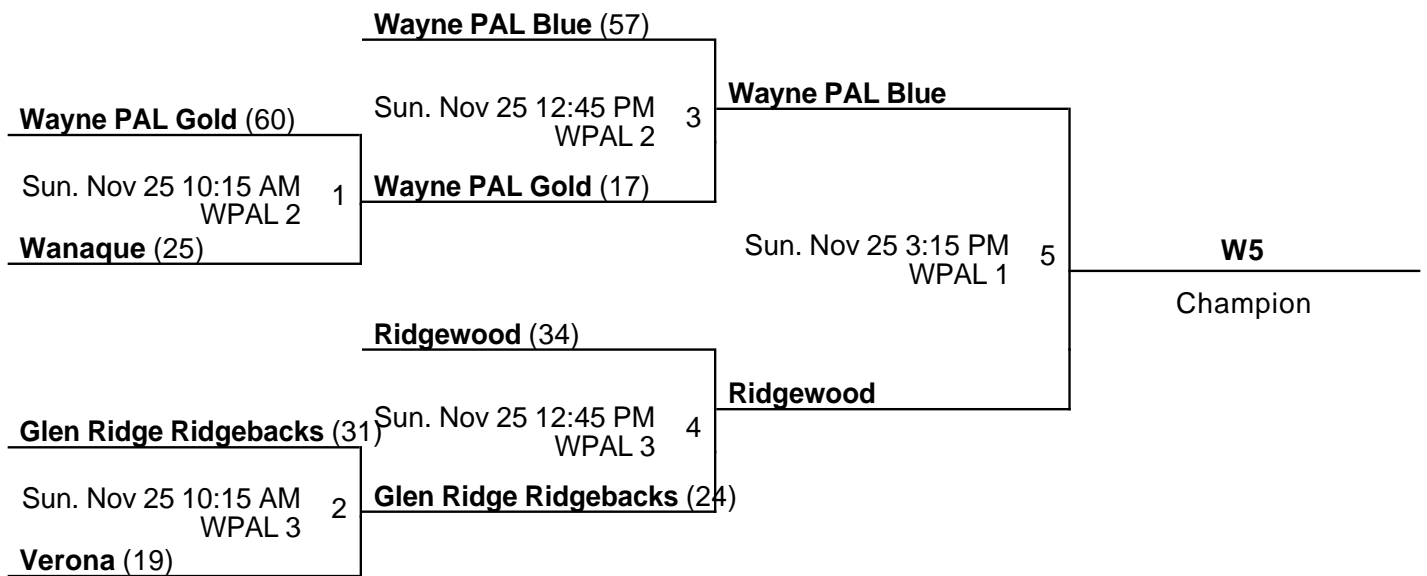 Wayne PAL Blue (57)
Wayne PAL Gold (60)
Sun. Nov 25 12:45 PM
WPAL 2
3
Wayne PAL Blue
Sun. Nov 25 10:15 AM
WPAL 2
1
Wayne PAL Gold (17)
Wanaque (25)
Sun. Nov 25 3:15 PM
WPAL 1
5
W5
Champion
Ridgewood (34)
Glen Ridge Ridgebacks (31)
Sun. Nov 25 12:45 PM
WPAL 3
4
Ridgewood
Sun. Nov 25 10:15 AM
WPAL 3
2
Glen Ridge Ridgebacks (24)
Verona (19)